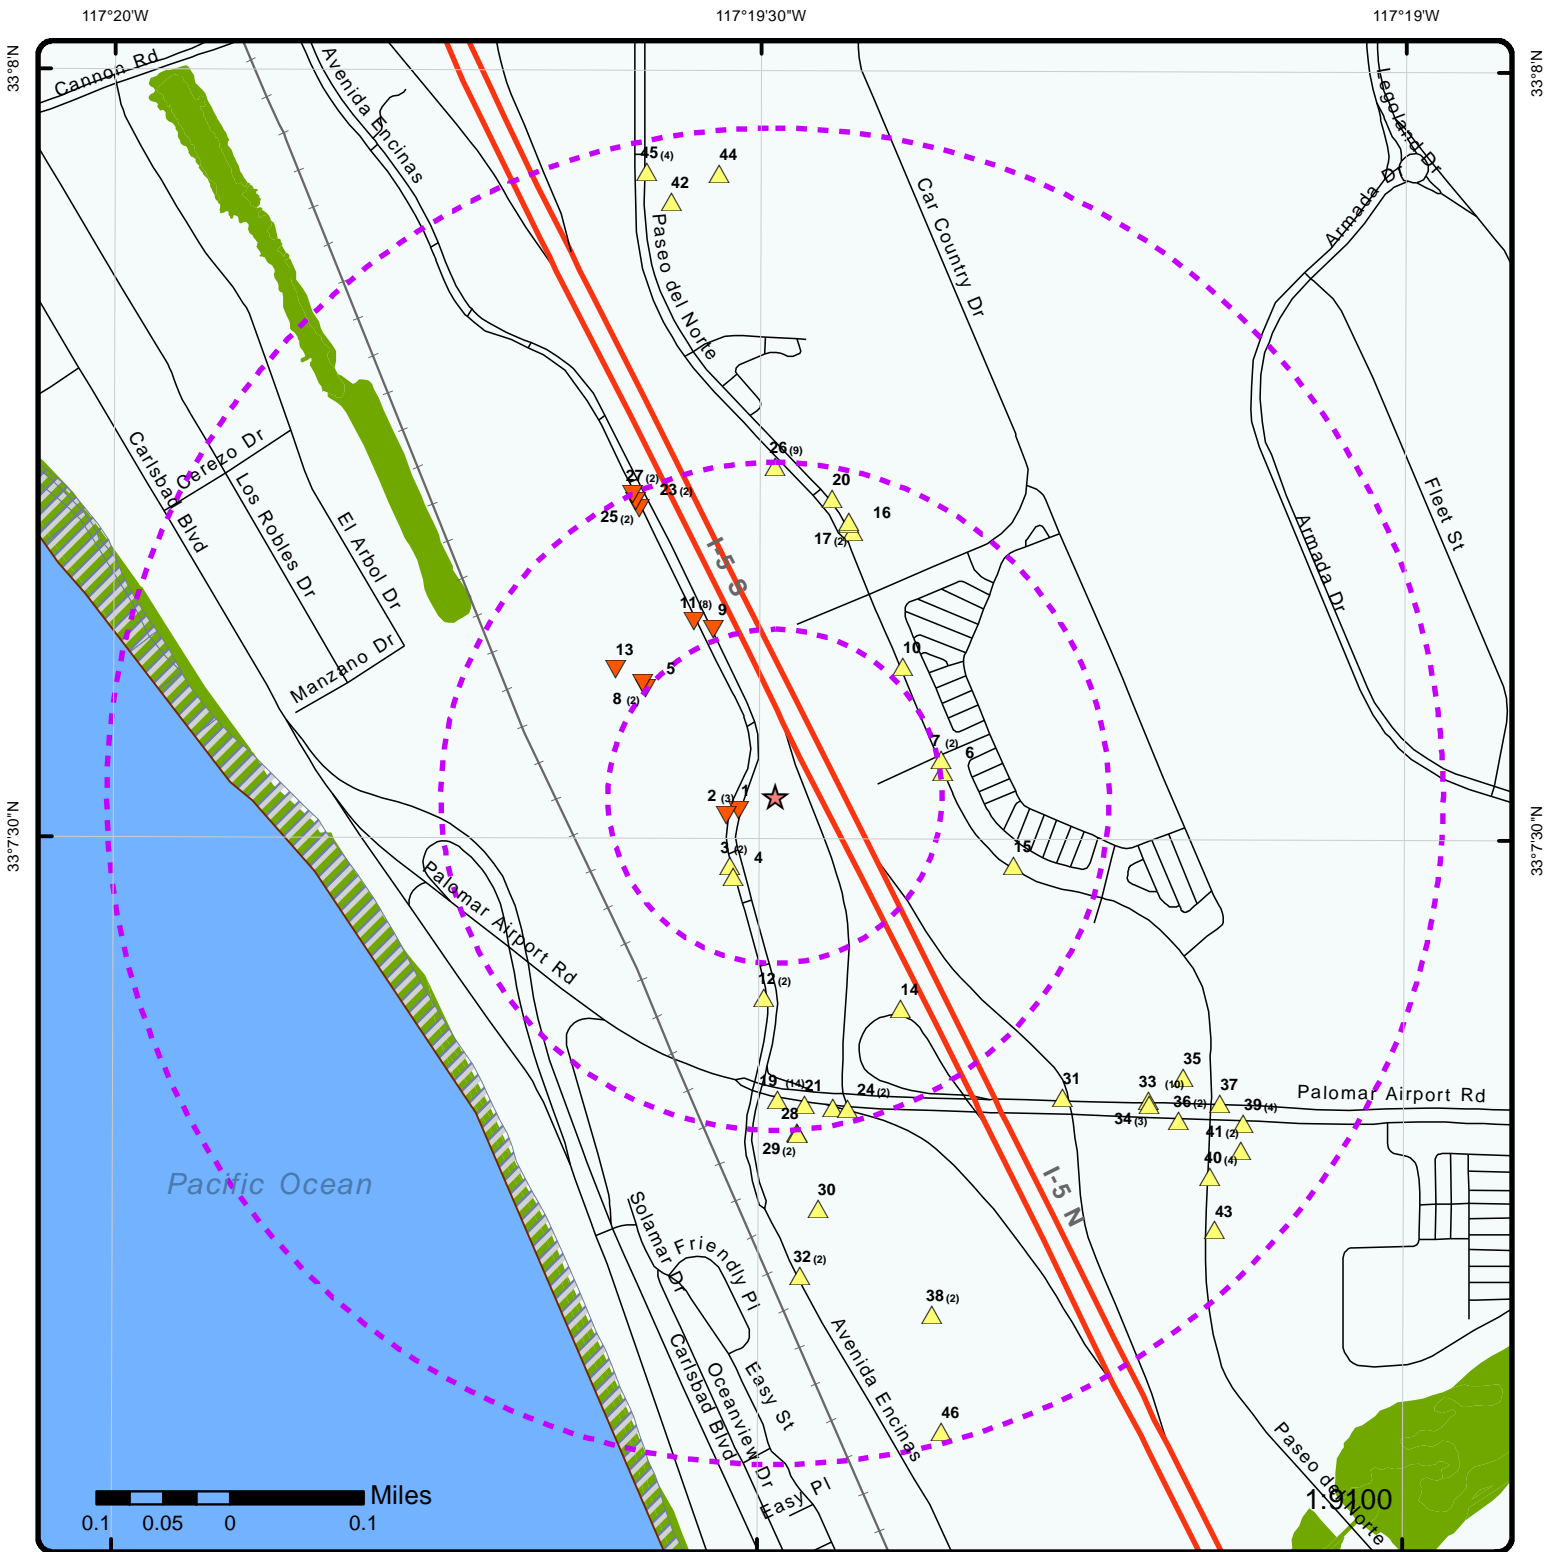 117°20'W
117°19'30"W
117°19'W
33°8'N
33°8'N
Cannon Rd
Avenida Encinas
Legoland Dr
Armada Dr
45 (4)
44
42
Car Country Dr
Paseo del Norte
Carlsbad Blvd
Cerezo Dr
Los Robles Dr
El Arbol Dr
Manzano Dr
26 (9)
27 (2)
23 (2)
25 (2)
20
16
17 (2)
Fleet St
Armada Dr
I-5 S
11 (8)
9
13
5
8 (2)
10
7 (2)
6
2 (3)
1
33°7'30"N
33°7'30"N
3 (2)
4
15
Palomar Airport Rd
12 (2)
14
19 (14)
21
24 (2)
28
29 (2)
31
33 (10)
35
36 (2)
37
39 (4)
34 (3)
41 (2)
40 (4)
43
Palomar Airport Rd
Pacific Ocean
I-5 N
30
Solamar Dr
Friendly Pl
32 (2)
38 (2)
Avenida Encinas
Carlsbad Blvd
Oceanview Dr
Easy St
Easy Pl
46
Paseo del Norte
Miles
0.1
0.05
0
0.1
1:9100